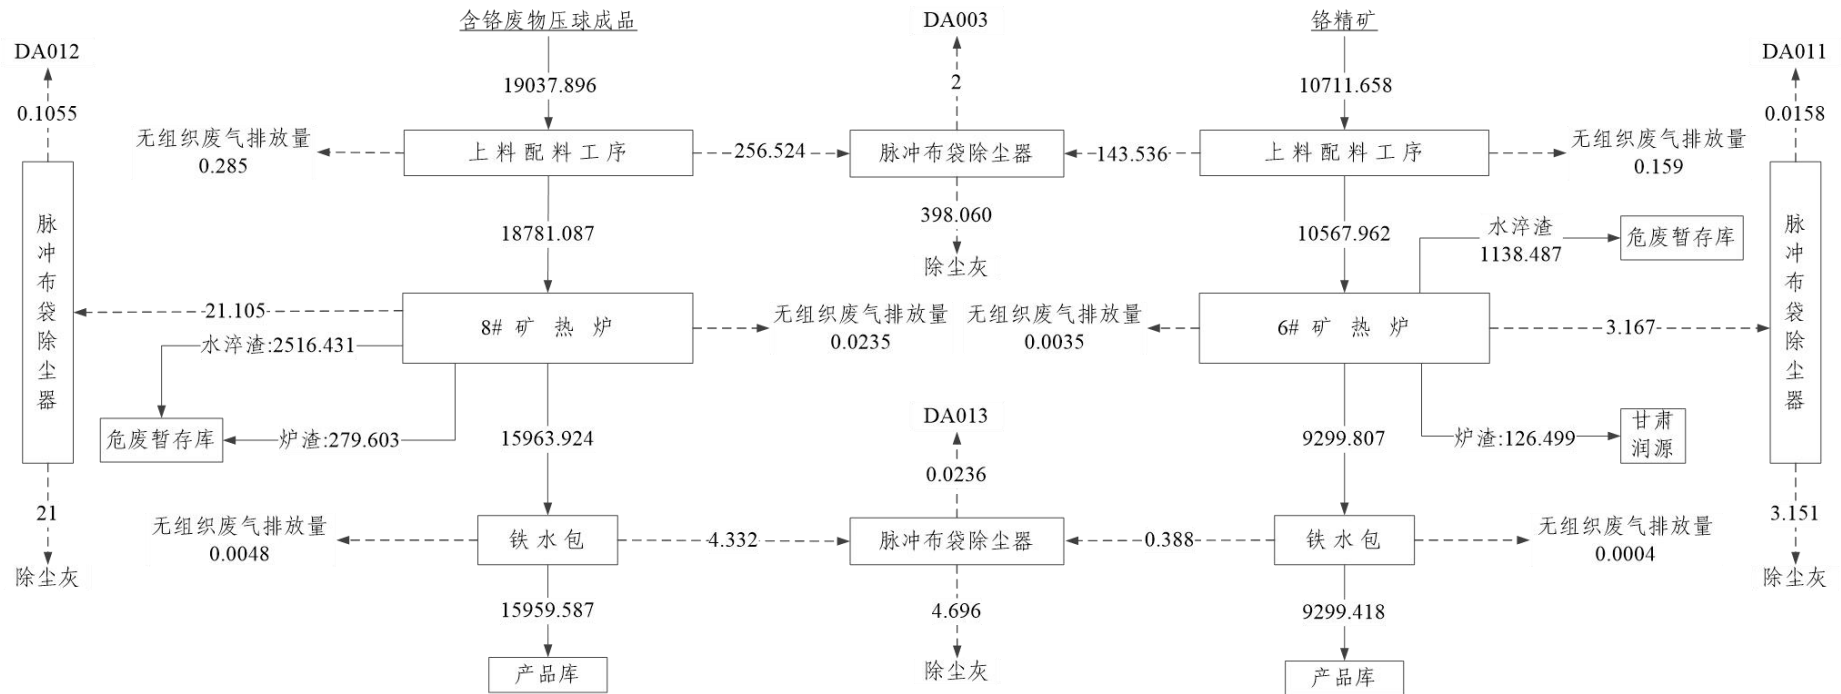 含铬废物压球成品
DA003
铬精矿
DA012
DA011
19037.896
2
10711.658
0.1055
0.0158
无组织废气排放量
0.285
上料配料工序
256.524
脉冲布袋除尘器
143.536
上料配料工序
无组织废气排放量
0.159
脉冲布袋除尘器
398.060
脉冲布袋除尘器
18781.087
10567.962
水淬渣
1138.487
危废暂存库
除尘灰
21.105
8# 矿 热 炉
无组织废气排放量
0.0235
无组织废气排放量
0.0035
6# 矿 热 炉
3.167
水淬渣:2516.431
DA013
危废暂存库
炉渣:279.603
15963.924
9299.807
炉渣:126.499
甘肃
润源
0.0236
21
无组织废气排放量
0.0048
铁水包
4.332
脉冲布袋除尘器
0.388
铁水包
无组织废气排放量
0.0004
3.151
除尘灰
除尘灰
15959.587
4.696
9299.418
产品库
除尘灰
产品库